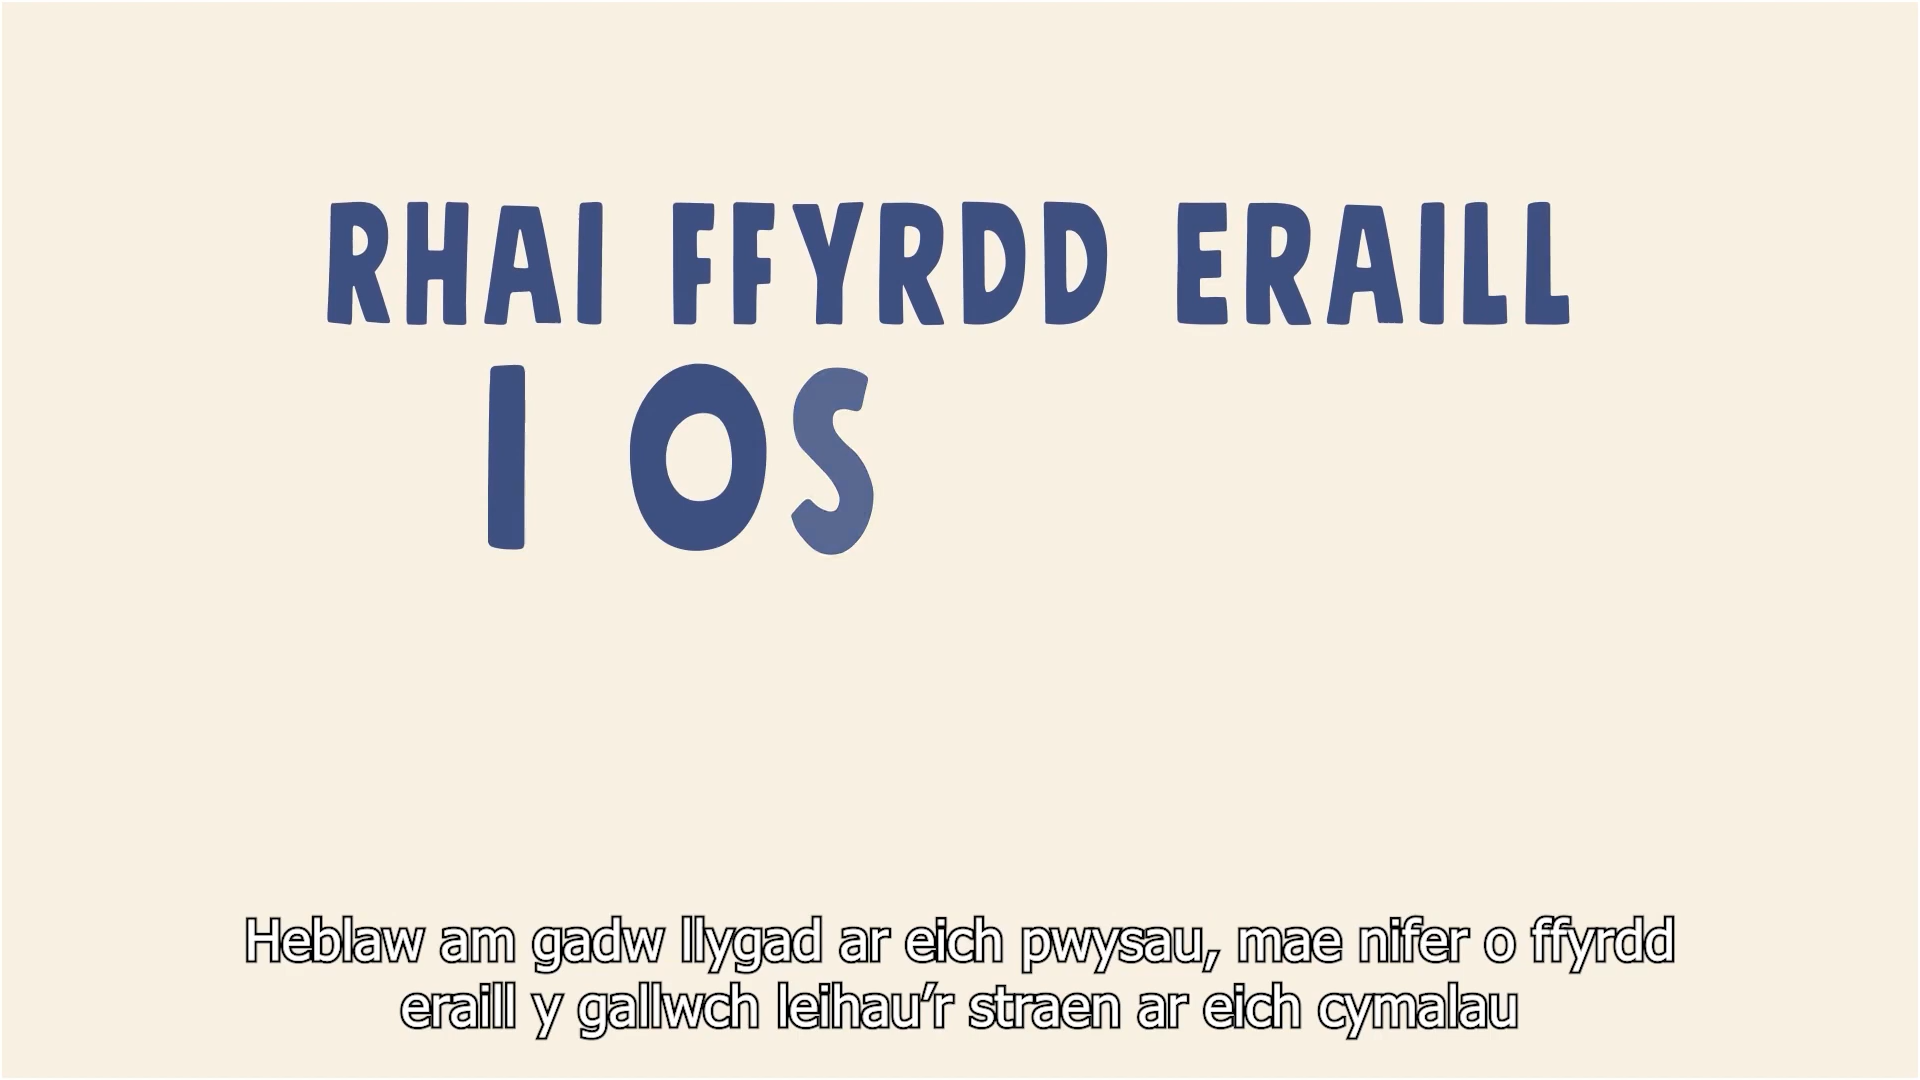 RHAI FFYRDD ERAILL
I OS
Heblaw am gadw llygad ar eich pwysau, mae nifer o ffyrdd
eraill y gallwch leihau’r straen ar eich cymalau